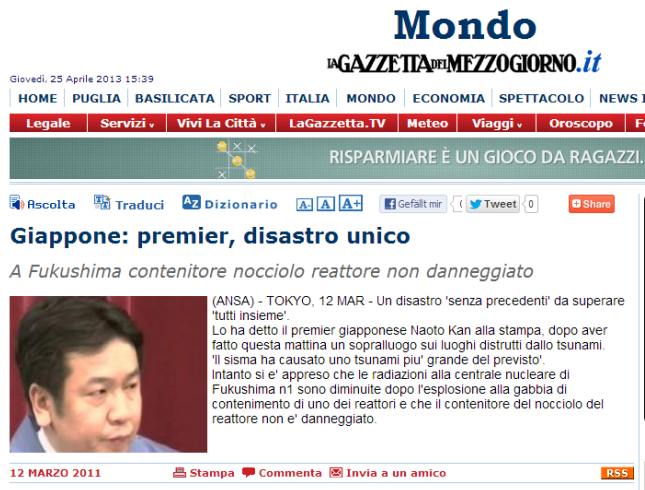 Mondo
LA GAZZETTA DEL MEZZOGIORNO.it
Giovedì, 25 Aprile 2013 15:39
HOME PUGLIA BASILICATA SPORT ITALIA MONDO ECONOMIA SPETTACOLO NEWS
Legale Servizi Vivi La Città LaGazzetta.TV Meteo Viaggi Oroscopo
RISPARMIARE È UN GIOCO DA RAGAZZI.
Ascolta Traduci AZ Dizionario A- A A+ Gefällt mir Tweet 0 Share
Giappone: premier, disastro unico
A Fukushima contenitore nocciolo reattore non danneggiato
(ANSA) - TOKYO, 12 MAR - Un disastro 'senza precedenti' da superare
'tutti insieme'.
Lo ha detto il premier giapponese Naoto Kan alla stampa, dopo aver
fatto questa mattina un sopralluogo sui luoghi distrutti dallo tsunami.
'Il sisma ha causato uno tsunami piu' grande del previsto'.
Intanto si e' appreso che le radiazioni alla centrale nucleare di
Fukushima n1 sono diminuite dopo l'esplosione alla gabbia di
contenimento di uno dei reattori e che il contenitore del nocciolo del
reattore non e' danneggiato.
12 MARZO 2011 Stampa Commenta Invia a un amico RSS